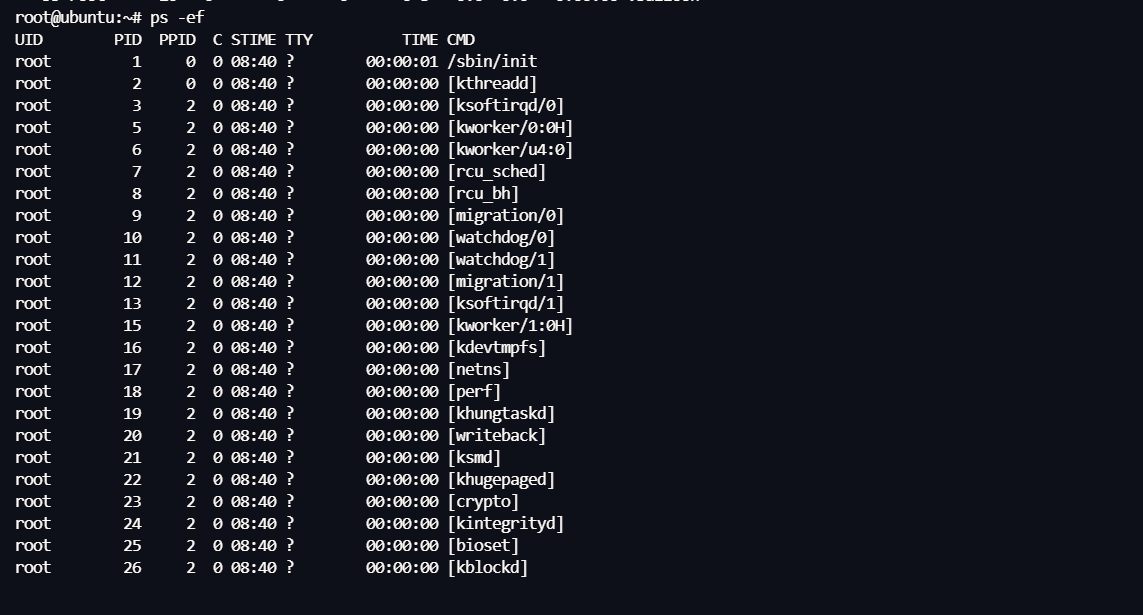 root@ubuntu:~# ps -ef
UID        PID  PPID  C STIME TTY          TIME CMD
root         1     0  0 08:40 ?        00:00:01 /sbin/init
root         2     0  0 08:40 ?        00:00:00 [kthreadd]
root         3     2  0 08:40 ?        00:00:00 [ksoftirqd/0]
root         5     2  0 08:40 ?        00:00:00 [kworker/0:0H]
root         6     2  0 08:40 ?        00:00:00 [kworker/u4:0]
root         7     2  0 08:40 ?        00:00:00 [rcu_sched]
root         8     2  0 08:40 ?        00:00:00 [rcu_bh]
root         9     2  0 08:40 ?        00:00:00 [migration/0]
root        10     2  0 08:40 ?        00:00:00 [watchdog/0]
root        11     2  0 08:40 ?        00:00:00 [watchdog/1]
root        12     2  0 08:40 ?        00:00:00 [migration/1]
root        13     2  0 08:40 ?        00:00:00 [ksoftirqd/1]
root        15     2  0 08:40 ?        00:00:00 [kworker/1:0H]
root        16     2  0 08:40 ?        00:00:00 [kdevtmpfs]
root        17     2  0 08:40 ?        00:00:00 [netns]
root        18     2  0 08:40 ?        00:00:00 [perf]
root        19     2  0 08:40 ?        00:00:00 [khungtaskd]
root        20     2  0 08:40 ?        00:00:00 [writeback]
root        21     2  0 08:40 ?        00:00:00 [ksmd]
root        22     2  0 08:40 ?        00:00:00 [khugepaged]
root        23     2  0 08:40 ?        00:00:00 [crypto]
root        24     2  0 08:40 ?        00:00:00 [kintegrityd]
root        25     2  0 08:40 ?        00:00:00 [bioset]
root        26     2  0 08:40 ?        00:00:00 [kblockd]